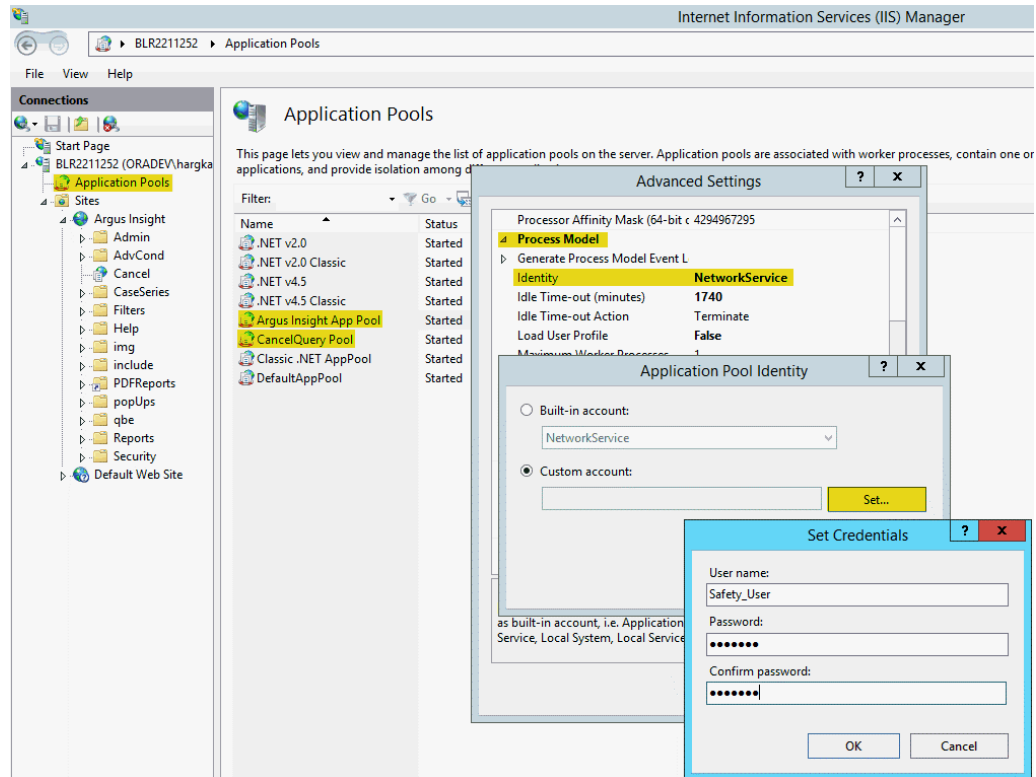 Internet Information Services (IIS) Manager
BLR2211252
Application Pools
File View Help
Connections
Start Page
BLR2211252 (ORADEV\hargka
Application Pools
Sites
Argus Insight
Admin
AdvCond
Cancel
CaseSeries
Filters
Help
img
include
PDFReports
popUps
qbe
Reports
Security
Default Web Site
Application Pools
This page lets you view and manage the list of application pools on the server. Application pools are associated with worker processes, contain one or
applications, and provide isolation among d
Filter: Go
Name Status
.NET v2.0 Started
.NET v2.0 Classic Started
.NET v4.5 Started
.NET v4.5 Classic Started
Argus Insight App Pool Started
CancelQuery Pool Started
Classic .NET AppPool Started
DefaultAppPool Started
Advanced Settings
? x
Processor Affinity Mask (64-bit c 4294967295
Process Model
Generate Process Model Event L
Identity NetworkService
Idle Time-out (minutes) 1740
Idle Time-out Action Terminate
Load User Profile False
Maximum Worker Processes 1
Application Pool Identity
? x
Built-in account:
NetworkService
Custom account:
Set...
as built-in account, i.e. Application
Service, Local System, Local Service
Set Credentials
? x
User name:
Safety_User
Password:
•••••••
Confirm password:
•••••••
OK Cancel